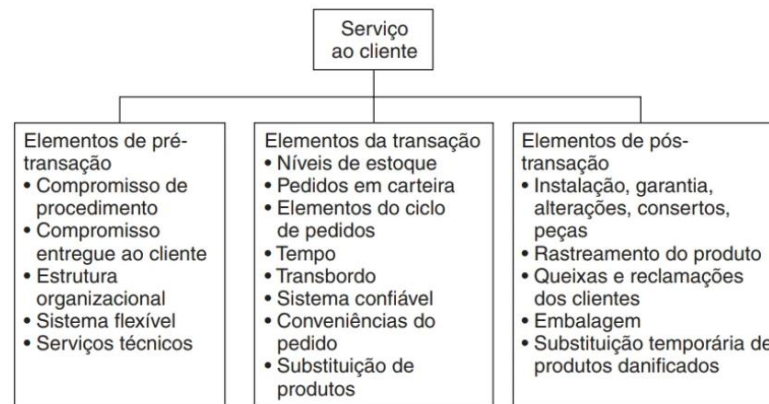 Serviço
ao cliente
Elementos de pré-
transação
• Compromisso de
procedimento
• Compromisso
entregue ao cliente
• Estrutura
organizacional
• Sistema flexível
• Serviços técnicos
Elementos da transação
• Níveis de estoque
• Pedidos em carteira
• Elementos do ciclo
de pedidos
• Tempo
• Transbordo
• Sistema confiável
• Conveniências do
pedido
• Substituição de
produtos
Elementos de pós-
transação
• Instalação, garantia,
alterações, consertos,
peças
• Rastreamento do produto
• Queixas e reclamações
dos clientes
• Embalagem
• Substituição temporária de
produtos danificados